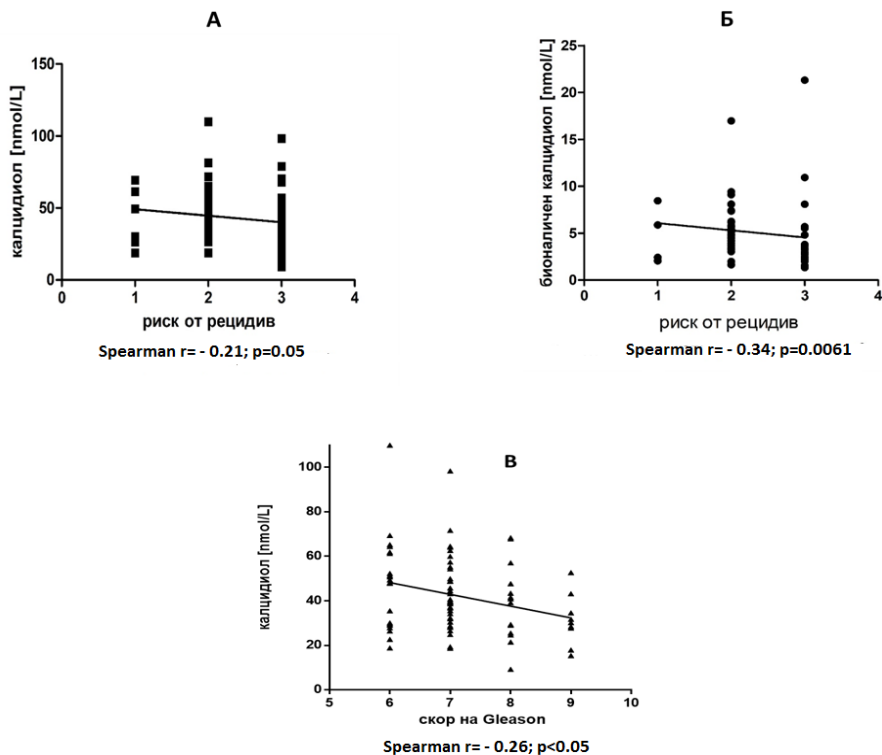 А
калцидиол [nmol/L]
150
100
50
0
0 1 2 3 4
риск от рецидив
Spearman r= - 0.21; p=0.05
Б
бионаличен калцидиол [nmol/L]
25
20
15
10
5
0
0 1 2 3 4
риск от рецидив
Spearman r= - 0.34; p=0.0061
В
калцидиол [nmol/L]
100
80
60
40
20
0
5 6 7 8 9 10
скор на Gleason
Spearman r= - 0.26; p<0.05